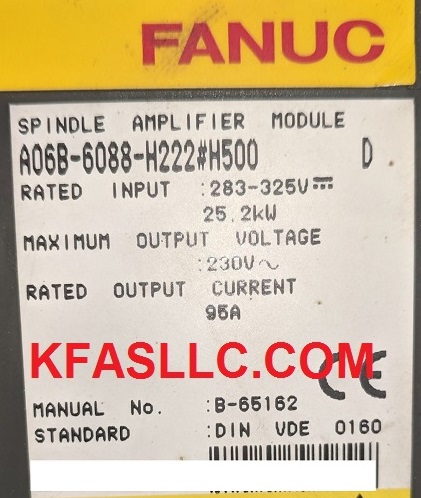 FANUC
SPINDLE AMPLIFIER MODULE
A06B-6088-H222#H500 D
RATED INPUT :283-325V⎓
25.2kW
MAXIMUM OUTPUT VOLTAGE
:230V~
RATED OUTPUT CURRENT
95A
KFASLLC.COM
CE
MANUAL No. :B-65162
STANDARD :DIN VDE 0160